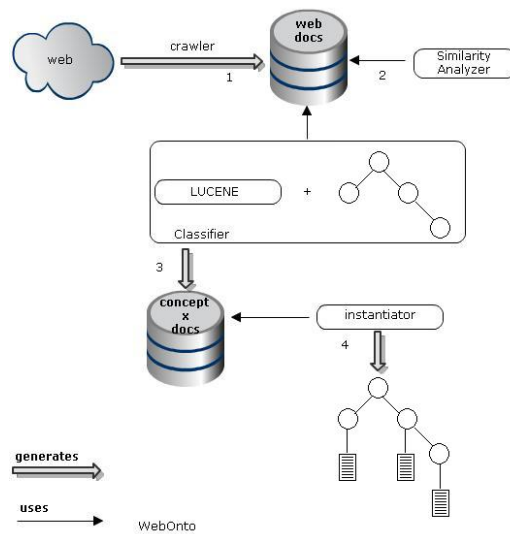 web
docs
crawler
web
1
2
Similarity
Analyzer
LUCENE
+
Classifier
3
concept
x
docs
instantiator
4
generates
uses
WebOnto